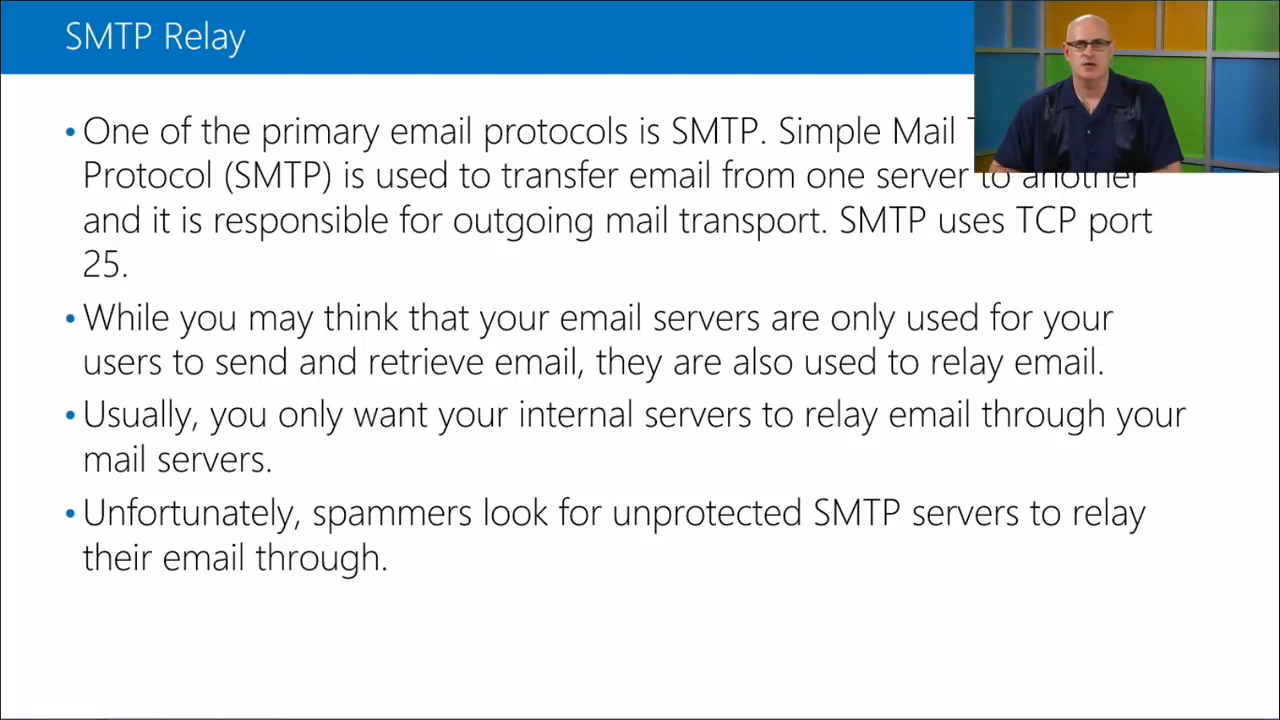 SMTP Relay
• One of the primary email protocols is SMTP. Simple Mail
Protocol (SMTP) is used to transfer email from one server to another
and it is responsible for outgoing mail transport. SMTP uses TCP port
25.
• While you may think that your email servers are only used for your
users to send and retrieve email, they are also used to relay email.
• Usually, you only want your internal servers to relay email through your
mail servers.
• Unfortunately, spammers look for unprotected SMTP servers to relay
their email through.